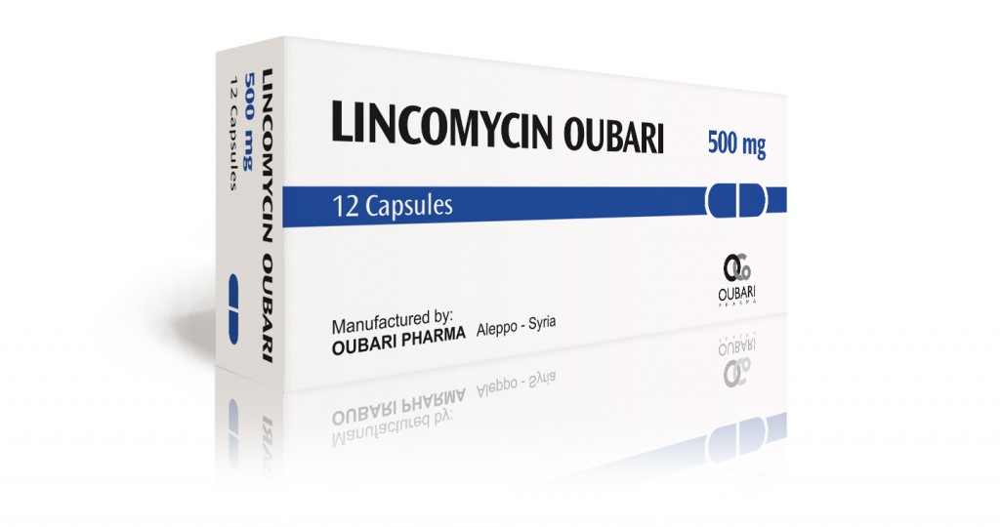 LINCOMYCIN OUBARI
500 mg
12 Capsules
LINCOMYCIN OUBARI 500 mg
12 Capsules
OUBARI
PHARMA
Manufactured by:
OUBARI PHARMA Aleppo - Syria